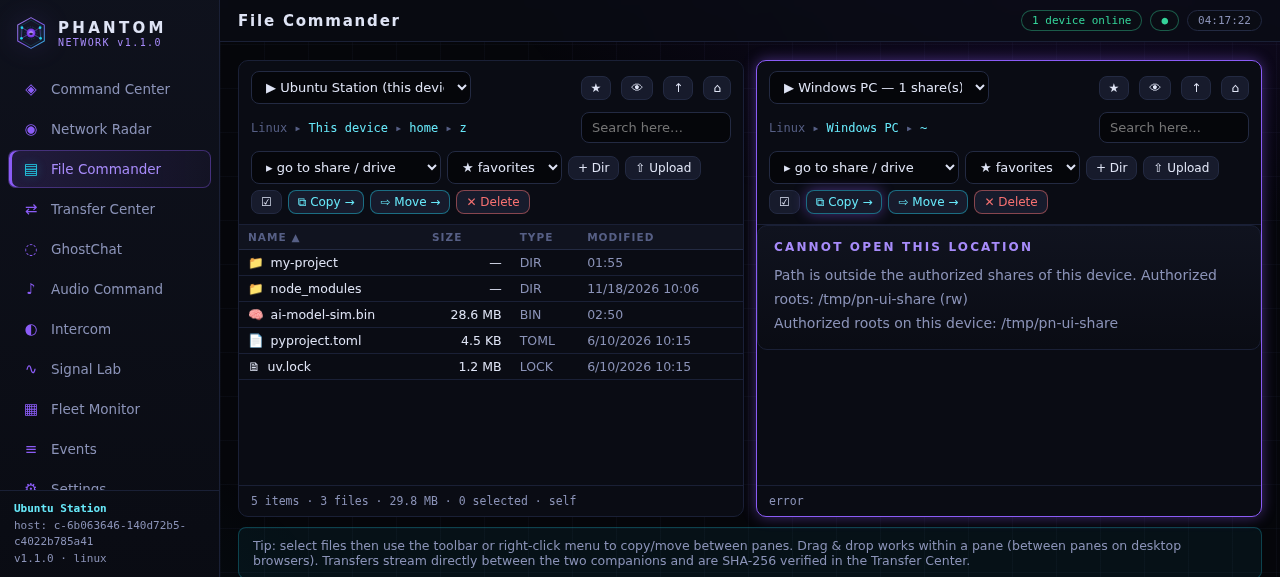 PHANTOM
NETWORK v1.1.0
Command Center
Network Radar
File Commander
Transfer Center
GhostChat
Audio Command
Intercom
Signal Lab
Fleet Monitor
Events
Settings
Ubuntu Station
host: c-6b063646-140d72b5-
c4022b785a41
v1.1.0 · linux
File Commander
1 device online
04:17:22
▶ Ubuntu Station (this devi
Linux ▸ This device ▸ home ▸ z
Search here…
▸ go to share / drive
★ favorites
+ Dir
⇧ Upload
☑
⧉ Copy →
⇨ Move →
✕ Delete
NAME ▲ SIZE TYPE MODIFIED
my-project — DIR 01:55
node_modules — DIR 11/18/2026 10:06
ai-model-sim.bin 28.6 MB BIN 02:50
pyproject.toml 4.5 KB TOML 6/10/2026 10:15
uv.lock 1.2 MB LOCK 6/10/2026 10:15
5 items · 3 files · 29.8 MB · 0 selected · self
▶ Windows PC — 1 share(s)
Linux ▸ Windows PC ▸ ~
Search here…
▸ go to share / drive
★ favorites
+ Dir
⇧ Upload
☑
⧉ Copy →
⇨ Move →
✕ Delete
CANNOT OPEN THIS LOCATION
Path is outside the authorized shares of this device. Authorized
roots: /tmp/pn-ui-share (rw)
Authorized roots on this device: /tmp/pn-ui-share
error
Tip: select files then use the toolbar or right-click menu to copy/move between panes. Drag & drop works within a pane (between panes on desktop
browsers). Transfers stream directly between the two companions and are SHA-256 verified in the Transfer Center.